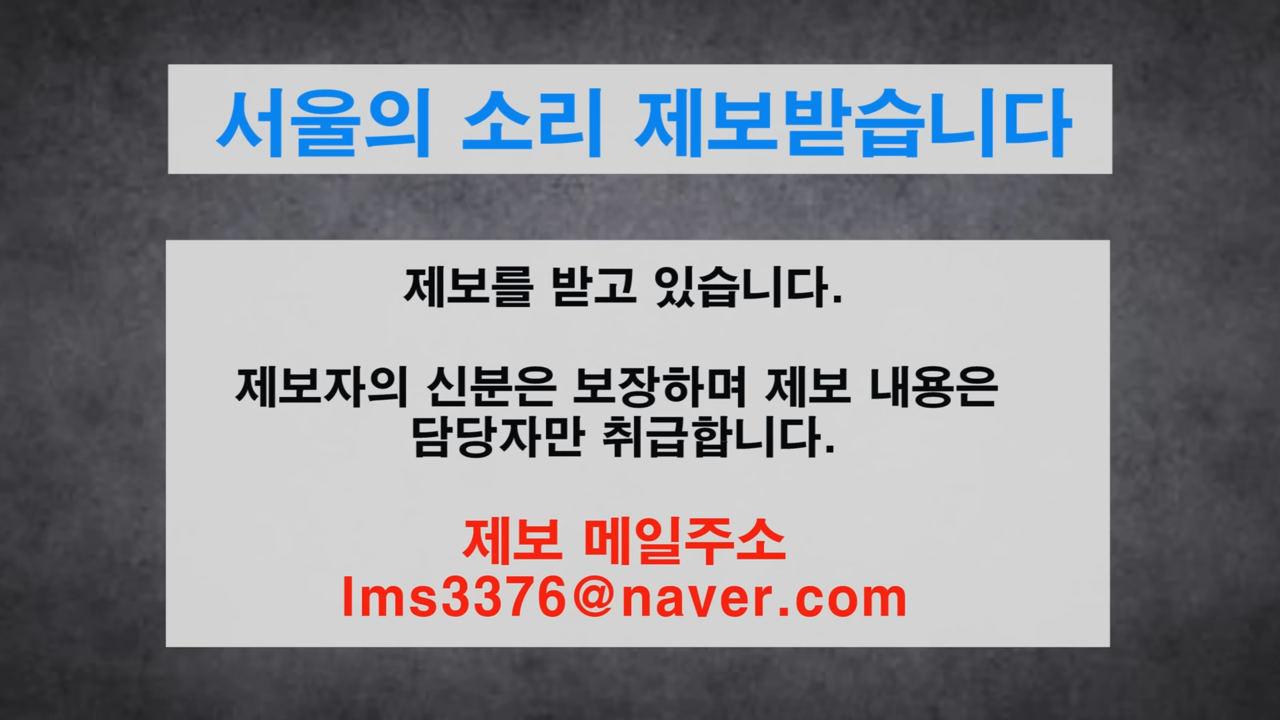 서울의 소리 제보받습니다
제보를 받고 있습니다.
제보자의 신분은 보장하며 제보 내용은
담당자만 취급합니다.
제보 메일주소
lms3376@naver.com